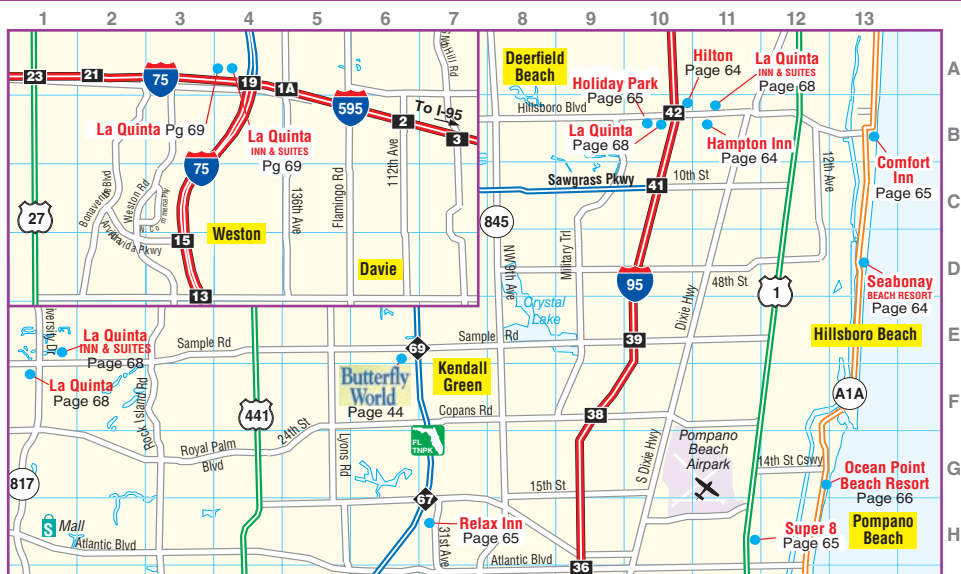 1 2 3 4 5 6 7 8 9 10 11 12 13
A
B
C
D
E
F
G
H
23
21
75
19
1A
595
2
To I-95
3
Hill Rd
La Quinta Pg 69
La Quinta
INN & SUITES
Pg 69
75
27
Weston Rd
Arvida Pkwy
15
Weston
13
136th Ave
Flamingo Rd
112th Ave
Davie
Deerfield
Beach
Hilton
Page 64
La Quinta
INN & SUITES
Page 68
Holiday Park
Page 65
Hillsboro Blvd
42
La Quinta
Page 68
Hampton Inn
Page 64
Comfort
Inn
Page 65
12th Ave
Sawgrass Pkwy
41
10th St
845
NW 9th Ave
Military Trl
95
Dixie Hwy
48th St
1
Seabonay
BEACH RESORT
Page 64
Crystal
Lake
Hillsboro Beach
versity Dr
La Quinta
INN & SUITES
Page 68
La Quinta
Page 68
Sample Rd
69
Sample Rd
39
Rock Island Rd
441
Butterfly
World
Page 44
Kendall
Green
Copans Rd
38
A1A
Royal Palm
Blvd
24th St
Lyons Rd
FL
TNPK
S Dixie Hwy
Pompano
Beach
Airpark
14th St Cswy
Ocean Point
Beach Resort
Page 66
817
67
15th St
S
Mall
Relax Inn
Page 65
31st Ave
Super 8
Page 65
Pompano
Beach
Atlantic Blvd
Atlantic Blvd
36